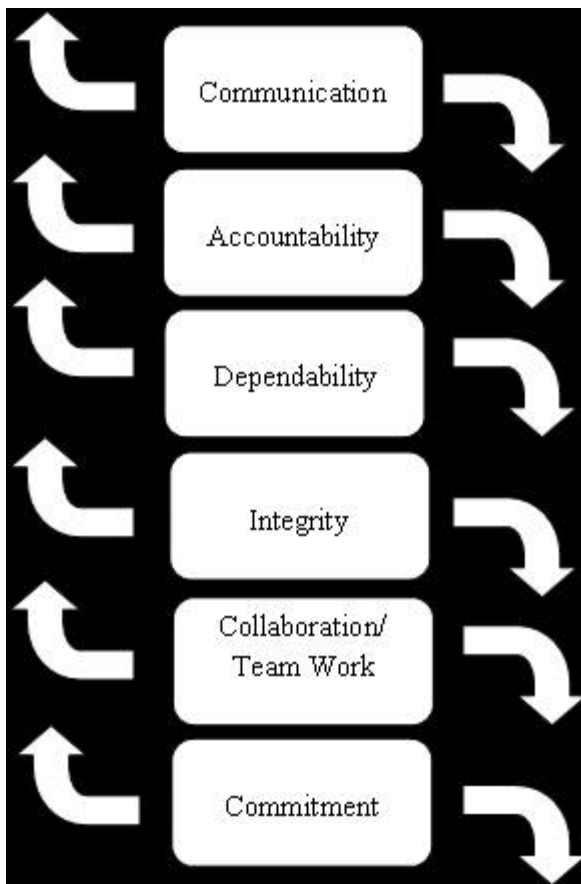 Communication
Accountability
Dependability
Integrity
Collaboration/
Team Work
Commitment